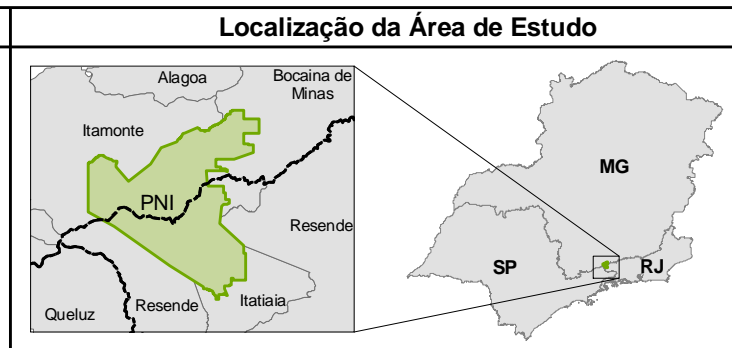 Localização da Área de Estudo
Alagoa
Bocaina de
Minas
Itamonte
PNI
Resende
Itatiaia
Resende
Queluz
MG
SP
RJ